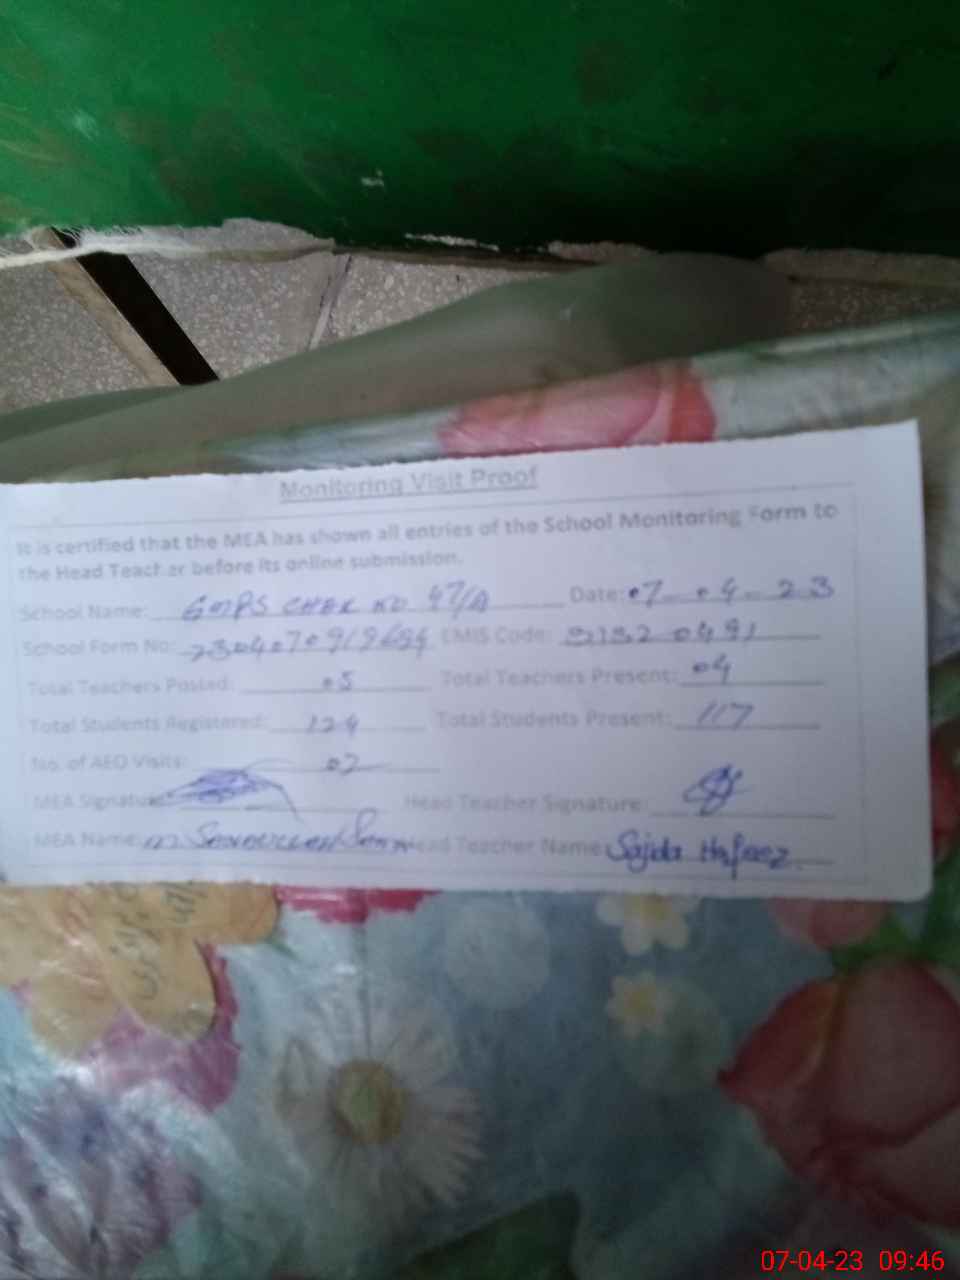 Monitoring Visit Proof
It is certified that the MEA has shown all entries of the School Monitoring Form to
the Head Teacher before its online submission.
School Name: GMPS CHAK NO 47/A Date: 07-04-23
School Form No: EMIS Code:
Total Teachers Posted: 05 Total Teachers Present: 04
Total Students Registered: 124 Total Students Present: 117
No. of AEO Visits: 02
MEA Signature: Head Teacher Signature:
MEA Name: M. Head Teacher Name: Sajida Hafeez.
07-04-23 09:46